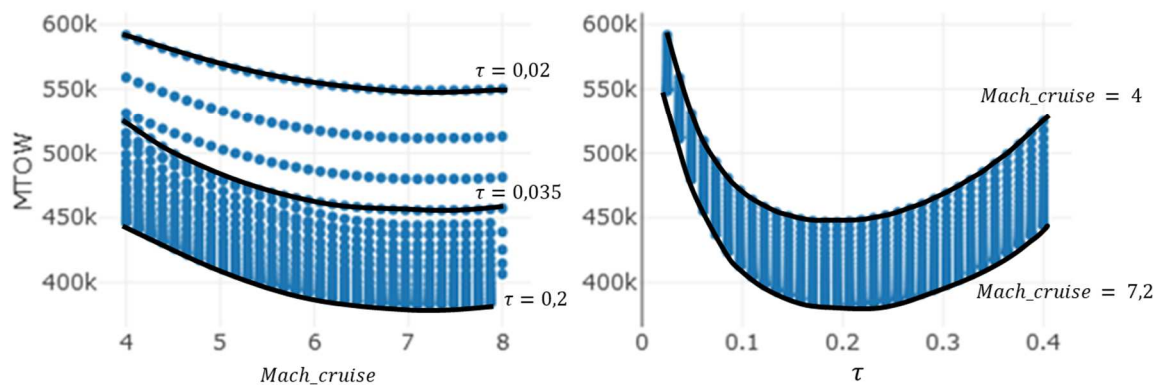 600k
550k
500k
450k
400k
MTOW
4 5 6 7 8
Mach_cruise
τ = 0,02
τ = 0,035
τ = 0,2
600k
550k
500k
450k
400k
0 0.1 0.2 0.3 0.4
τ
Mach_cruise = 4
Mach_cruise = 7,2